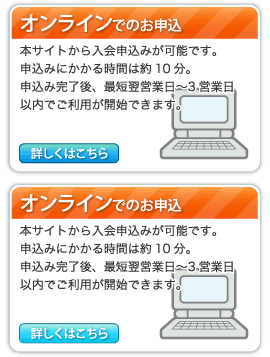 オンラインでのお申込
本サイトから入会申込みが可能です。
申込みにかかる時間は約10分。
申込み完了後、最短翌営業日～3営業日
以内でご利用が開始できます。
詳しくはこちら
オンラインでのお申込
本サイトから入会申込みが可能です。
申込みにかかる時間は約10分。
申込み完了後、最短翌営業日～3営業日
以内でご利用が開始できます。
詳しくはこちら